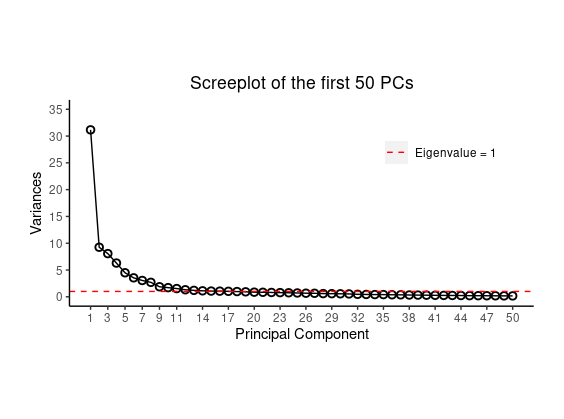 Screeplot of the first 50 PCs
35
30
25
20
15
10
5
0
Variances
Eigenvalue = 1
1 3 5 7 9 11 14 17 20 23 26 29 32 35 38 41 44 47 50
Principal Component